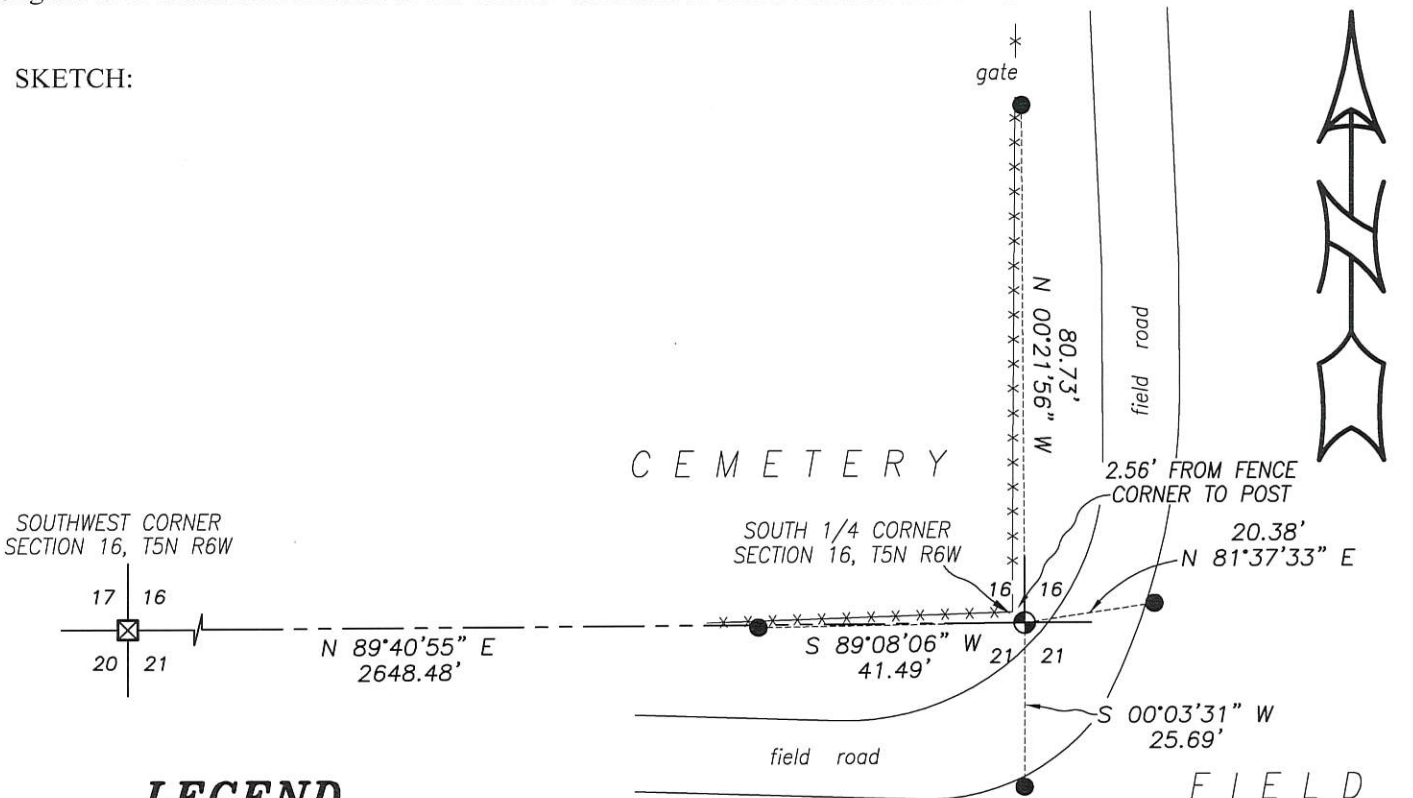 SKETCH:
gate
N 00°21'56" W
80.73'
field road
CEMETERY
2.56' FROM FENCE
CORNER TO POST
SOUTHWEST CORNER
SECTION 16, T5N R6W
SOUTH 1/4 CORNER
SECTION 16, T5N R6W
20.38'
N 81°37'33" E
17 16
20 21
16 16
21 21
N 89°40'55" E
2648.48'
S 89°08'06" W
41.49'
S 00°03'31" W
25.69'
field road
FIELD
LEGEND
N